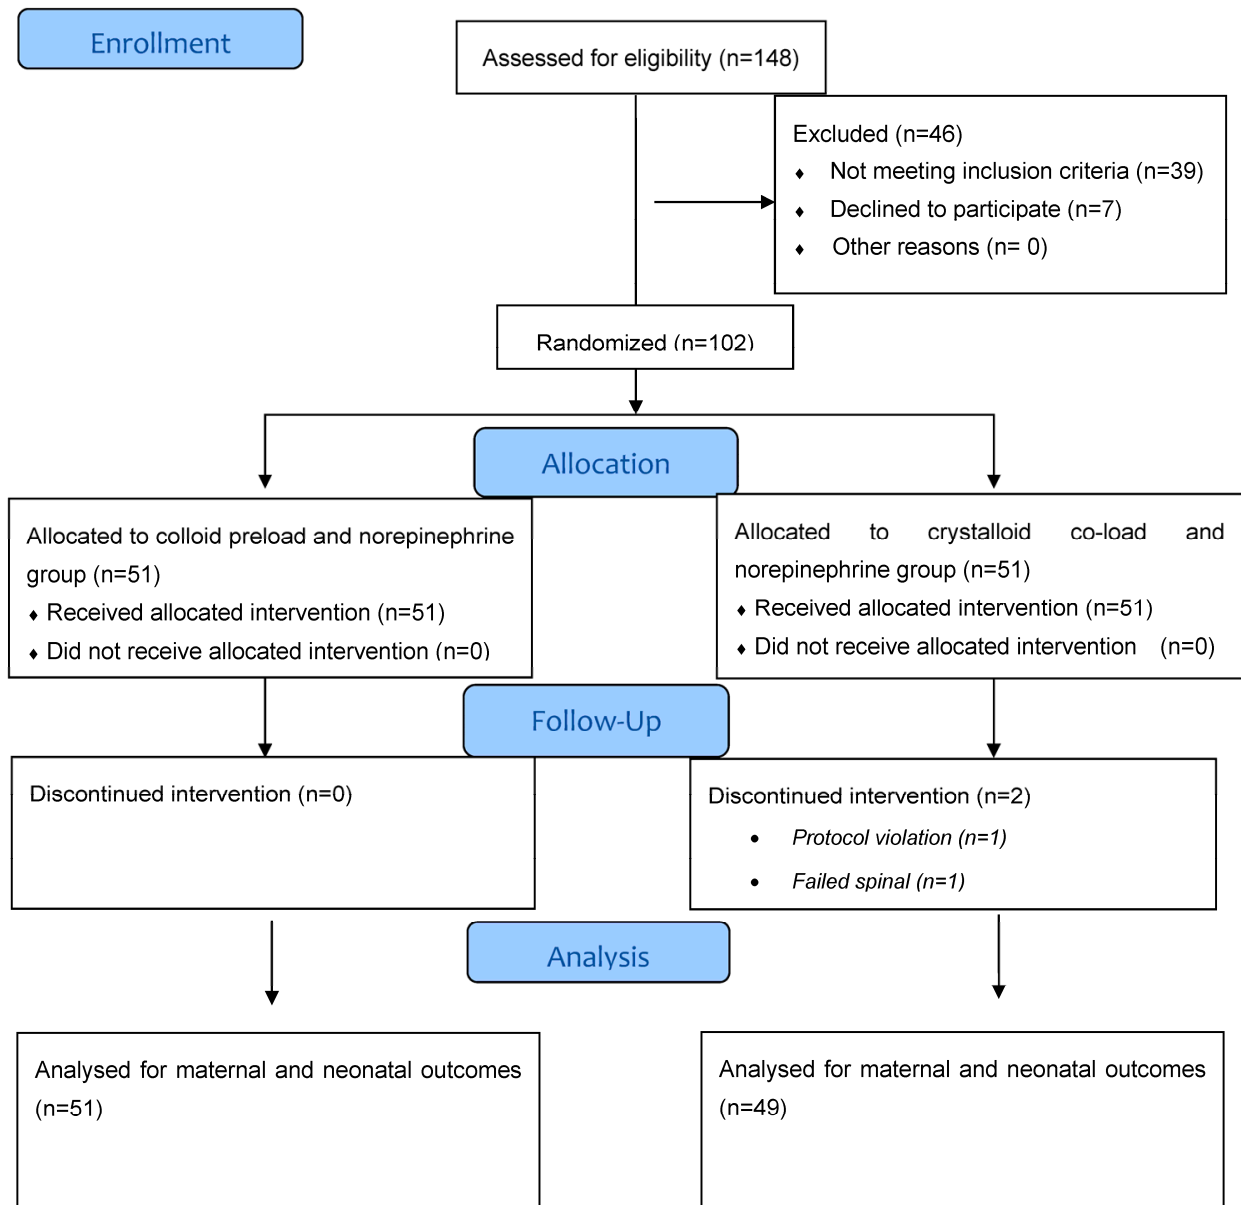 Enrollment
Assessed for eligibility (n=148)
Excluded (n=46)
♦ Not meeting inclusion criteria (n=39)
♦ Declined to participate (n=7)
♦ Other reasons (n= 0)
Randomized (n=102)
Allocation
Allocated to colloid preload and norepinephrine
group (n=51)
♦ Received allocated intervention (n=51)
♦ Did not receive allocated intervention (n=0)
Allocated to crystalloid co-load and
norepinephrine group (n=51)
♦ Received allocated intervention (n=51)
♦ Did not receive allocated intervention (n=0)
Follow-Up
Discontinued intervention (n=0)
Discontinued intervention (n=2)
• Protocol violation (n=1)
• Failed spinal (n=1)
Analysis
Analysed for maternal and neonatal outcomes
(n=51)
Analysed for maternal and neonatal outcomes
(n=49)